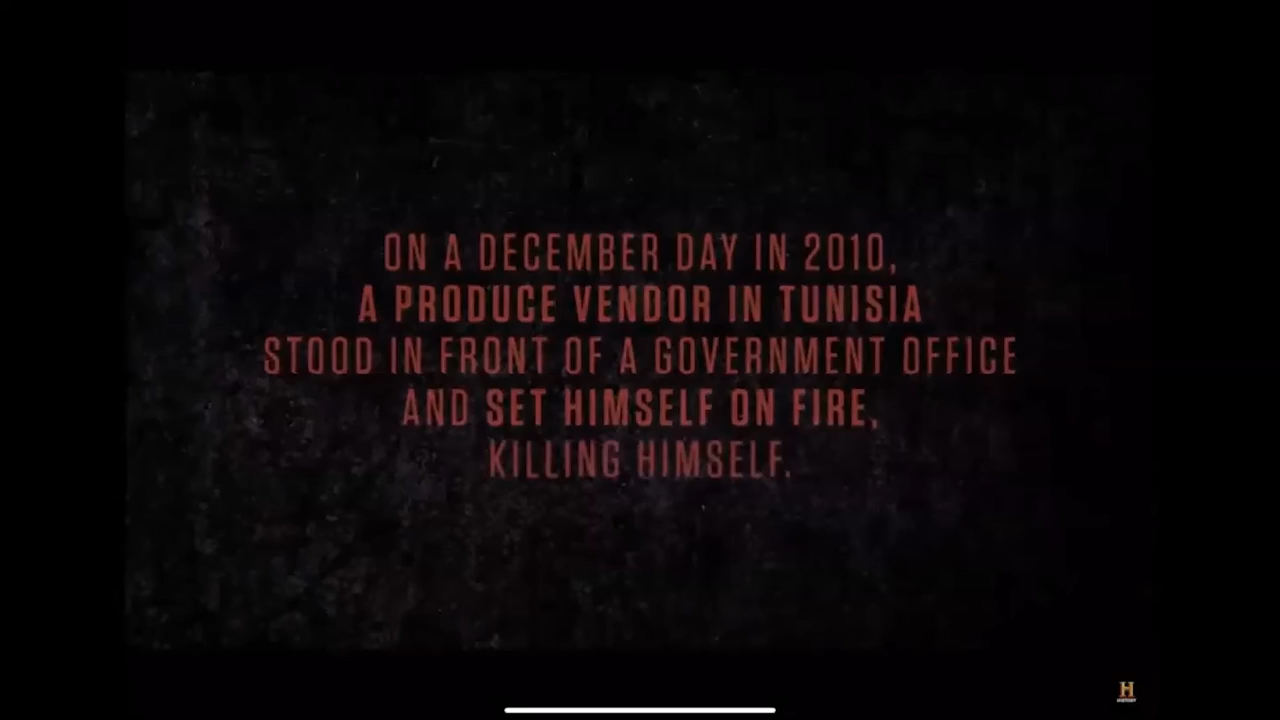 ON A DECEMBER DAY IN 2010,
A PRODUCE VENDOR IN TUNISIA
STOOD IN FRONT OF A GOVERNMENT OFFICE
AND SET HIMSELF ON FIRE,
KILLING HIMSELF.
H
HISTORY